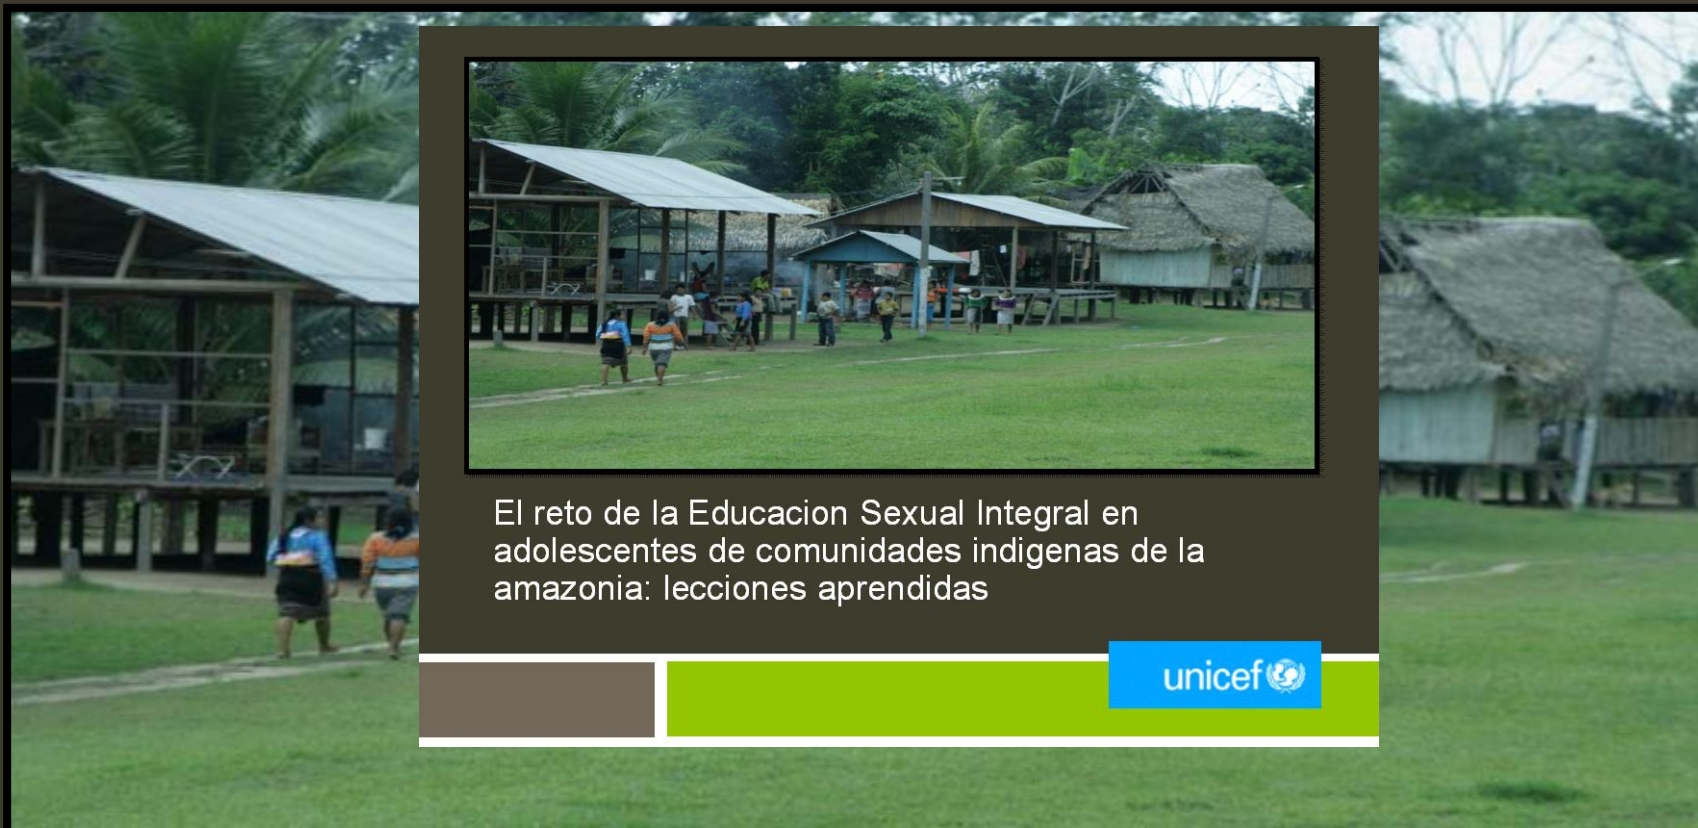 El reto de la Educacion Sexual Integral en
adolescentes de comunidades indigenas de la
amazonia: lecciones aprendidas
unicef